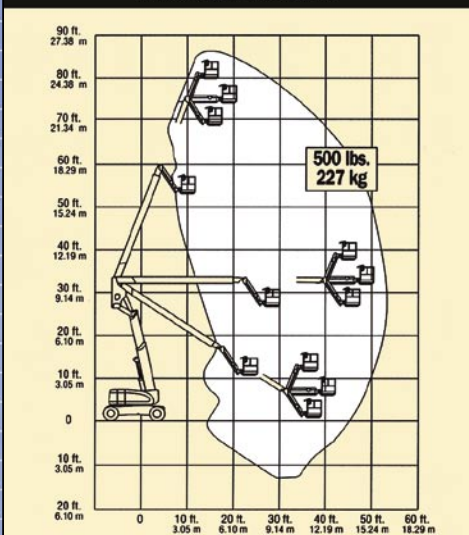 90 ft.
27.38 m
80 ft.
24.38 m
70 ft.
21.34 m
60 ft.
18.29 m
500 lbs.
227 kg
50 ft.
15.24 m
40 ft.
12.19 m
30 ft.
9.14 m
20 ft.
6.10 m
10 ft.
3.05 m
0
10 ft.
3.05 m
20 ft.
6.10 m
0 10 ft. 20 ft. 30 ft. 40 ft. 50 ft. 60 ft.
3.05 m 6.10 m 9.14 m 12.19 m 15.24 m 18.29 m